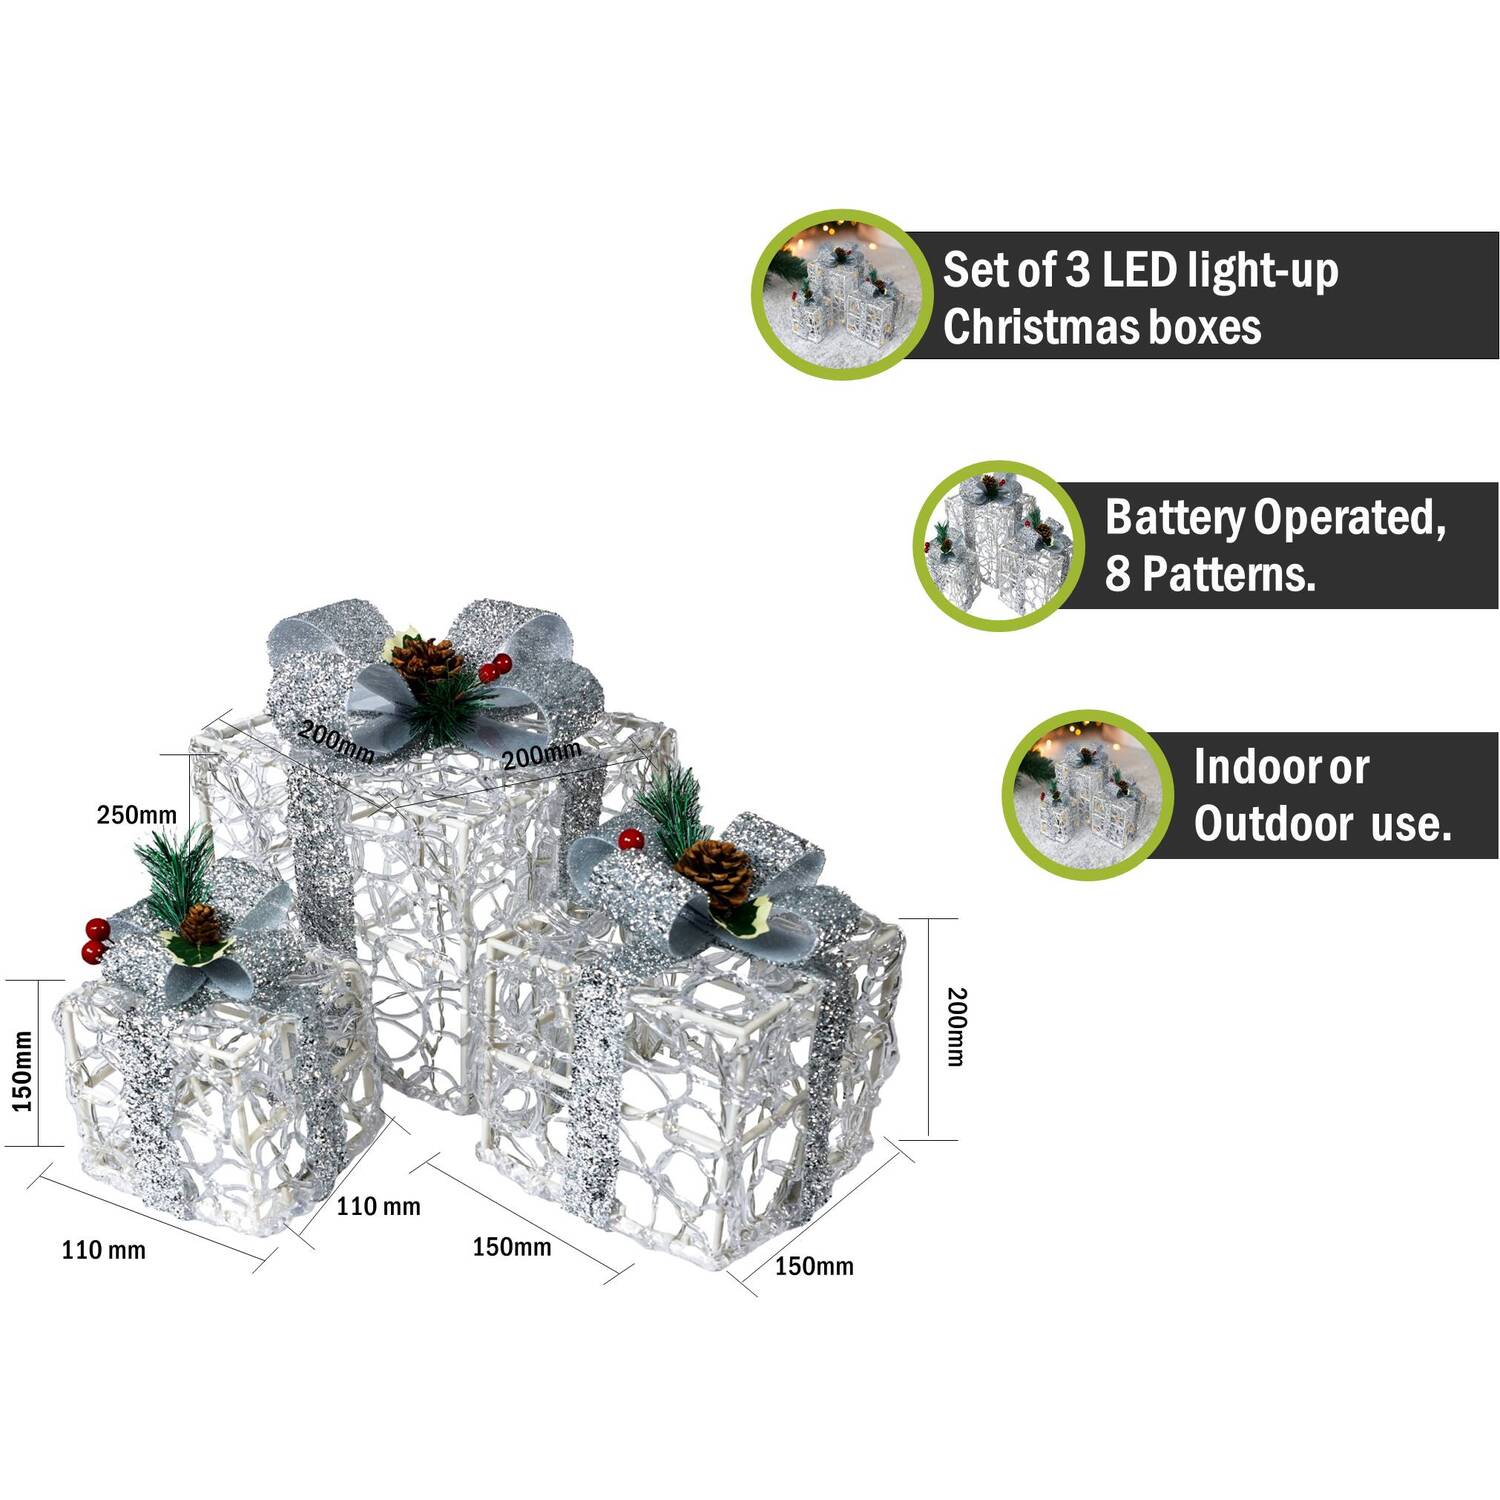 Set of 3 LED light-up
Christmas boxes
Battery Operated,
8 Patterns.
Indoor or
Outdoor use.
200mm
200mm
250mm
150mm
110 mm
110 mm
200mm
150mm
150mm